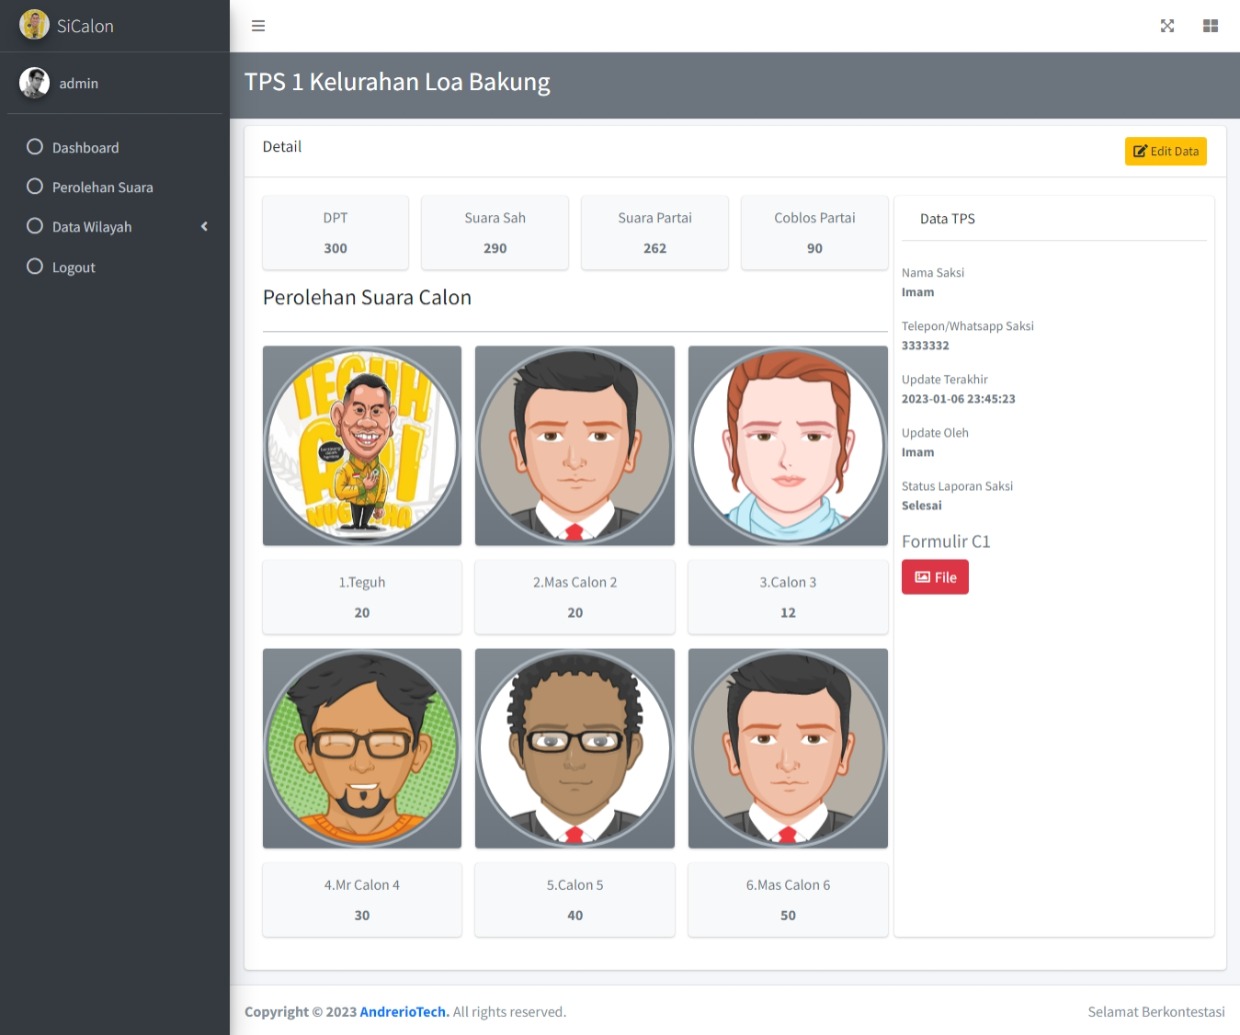 SiCalon
admin
Dashboard
Perolehan Suara
Data Wilayah
Logout
TPS 1 Kelurahan Loa Bakung
Detail
Edit Data
DPT
300
Suara Sah
290
Suara Partai
262
Coblos Partai
90
Perolehan Suara Calon
TEGUH
ADI
1.Teguh
20
2.Mas Calon 2
20
3.Calon 3
12
4.Mr Calon 4
30
5.Calon 5
40
6.Mas Calon 6
50
Data TPS
Nama Saksi
Imam
Telepon/Whatsapp Saksi
3333332
Update Terakhir
2023-01-06 23:45:23
Update Oleh
Imam
Status Laporan Saksi
Selesai
Formulir C1
File
Copyright © 2023 AndrerioTech. All rights reserved.
Selamat Berkontestasi